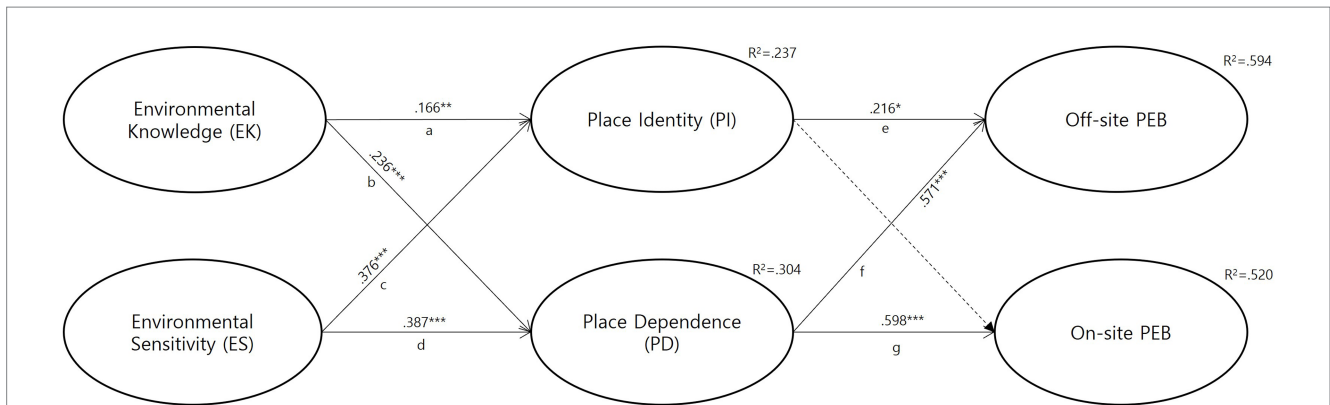 R²=.237
R²=.594
Environmental
Knowledge (EK)
.166**
a
Place Identity (PI)
.216*
e
Off-site PEB
.236***
b
.571***
.376***
c
R²=.304
f
R²=.520
Environmental
Sensitivity (ES)
.387***
d
Place Dependence
(PD)
.598***
g
On-site PEB